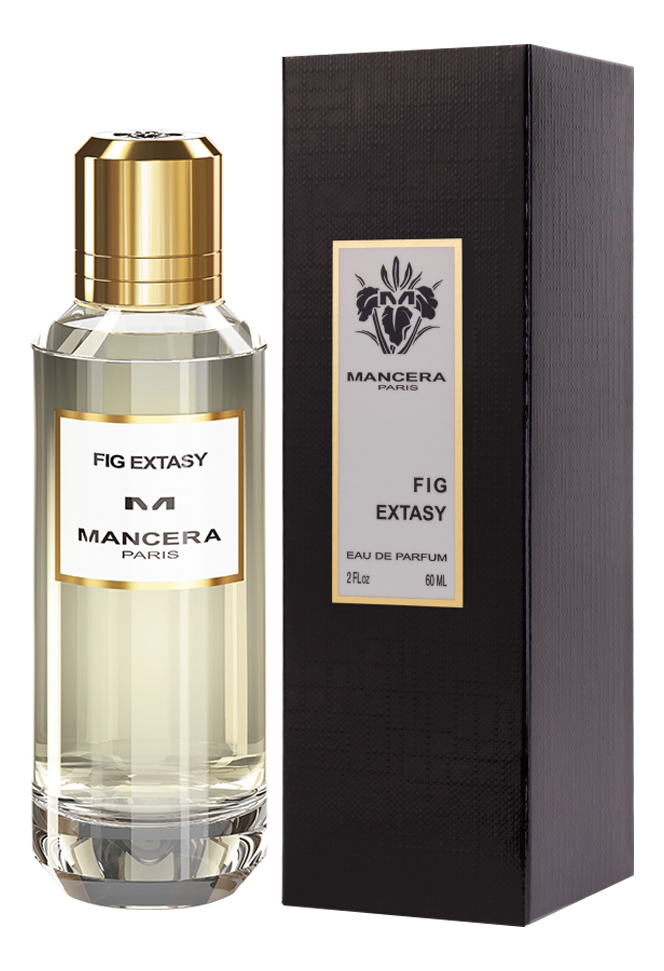 FIG EXTASY
M
MANCERA
PARIS
M
MANCERA
PARIS
FIG
EXTASY
EAU DE PARFUM
2 FL oz 60 ML